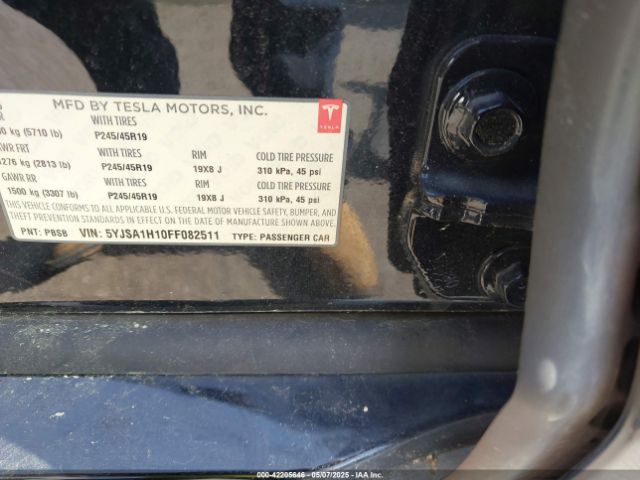 MFD BY TESLA MOTORS, INC.
WITH TIRES
0 kg (5710 lb) P245/45R19
AWR FRT WITH TIRES RIM COLD TIRE PRESSURE
276 kg (2813 lb) P245/45R19 19X8 J 310 kPa, 45 psi
GAWR RR WITH TIRES RIM COLD TIRE PRESSURE
1500 kg (3307 lb) P245/45R19 19X8 J 310 kPa, 45 psi
THIS VEHICLE CONFORMS TO ALL APPLICABLE U.S. FEDERAL MOTOR VEHICLE SAFETY, BUMPER, AND
THEFT PREVENTION STANDARDS IN EFFECT ON THE DATE OF MANUFACTURE SHOWN ABOVE.
PNT: PBSB VIN: 5YJSA1H10FF082511 TYPE: PASSENGER CAR
TESLA
000-42205646 05/07/2025 IAA Inc.